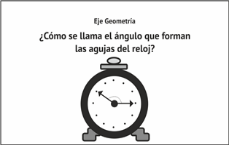 Eje Geometría
¿Cómo se llama el ángulo que forman
las agujas del reloj?